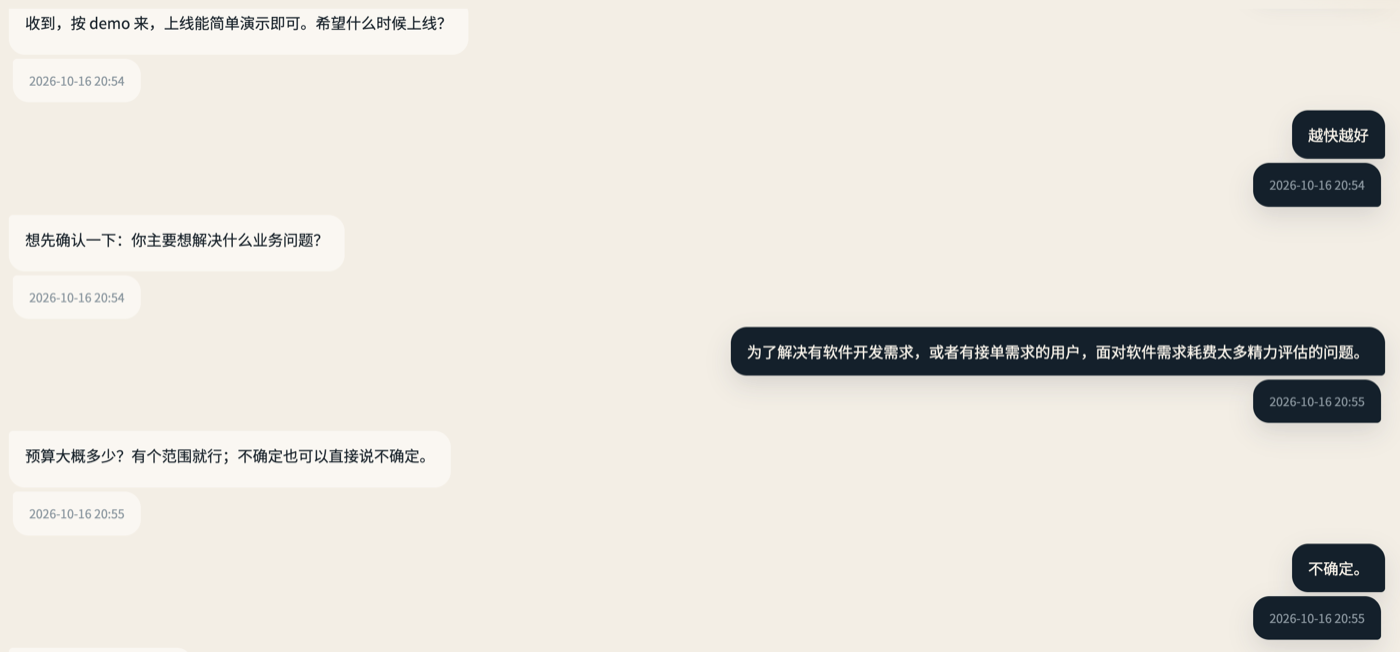 收到，按 demo 来，上线能简单演示即可。希望什么时候上线？
2026-10-16 20:54
越快越好
2026-10-16 20:54
想先确认一下：你主要想解决什么业务问题？
2026-10-16 20:54
为了解决有软件开发需求，或者有接单需求的用户，面对软件需求耗费太多精力评估的问题。
2026-10-16 20:55
预算大概多少？有个范围就行；不确定也可以直接说不确定。
2026-10-16 20:55
不确定。
2026-10-16 20:55